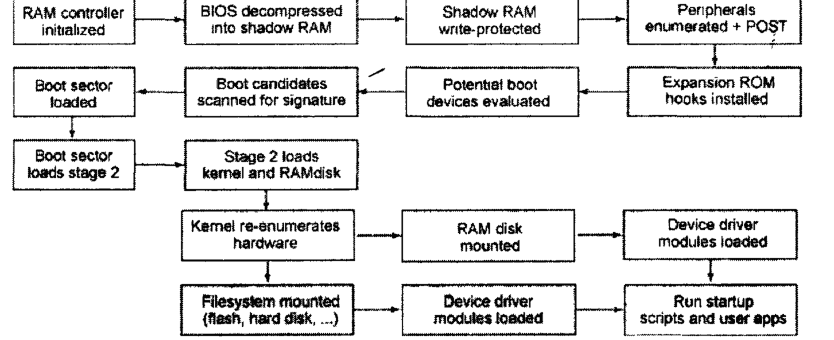 RAM controller
initialized
BIOS decompressed
into shadow RAM
Shadow RAM
write-protected
Peripherals
enumerated + POST
Expansion ROM
hooks installed
Potential boot
devices evaluated
Boot candidates
scanned for signature
Boot sector
loaded
Boot sector
loads stage 2
Stage 2 loads
kernel and RAMdisk
Kernel re-enumerates
hardware
RAM disk
mounted
Device driver
modules loaded
Filesystem mounted
(flash, hard disk, ...)
Device driver
modules loaded
Run startup
scripts and user apps